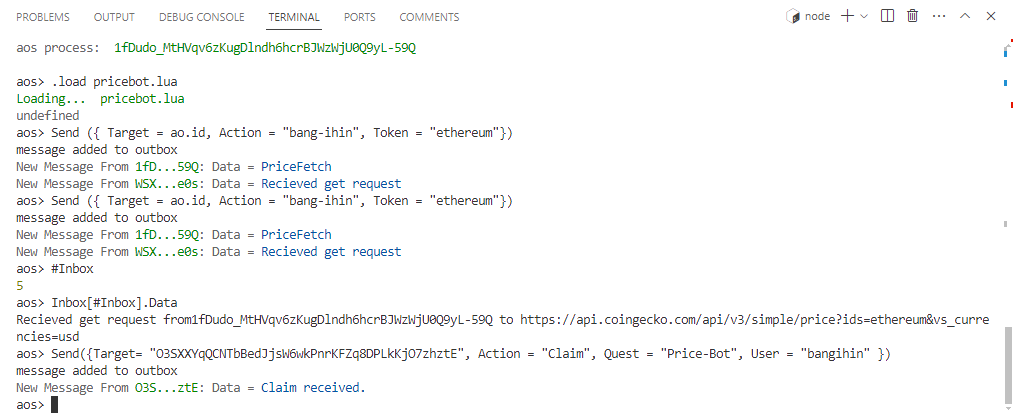 PROBLEMS OUTPUT DEBUG CONSOLE TERMINAL PORTS COMMENTS node
aos process: 1fDudo_MtHVqv6zKugDlndh6hcrBJWzWjU0Q9yL-59Q
aos> .load pricebot.lua
Loading... pricebot.lua
undefined
aos> Send ({ Target = ao.id, Action = "bang-ihin", Token = "ethereum"})
message added to outbox
New Message From 1fD...59Q: Data = PriceFetch
New Message From WSX...e0s: Data = Recieved get request
aos> Send ({ Target = ao.id, Action = "bang-ihin", Token = "ethereum"})
message added to outbox
New Message From 1fD...59Q: Data = PriceFetch
New Message From WSX...e0s: Data = Recieved get request
aos> #Inbox
5
aos> Inbox[#Inbox].Data
Recieved get request from1fDudo_MtHVqv6zKugDlndh6hcrBJWzWjU0Q9yL-59Q to https://api.coingecko.com/api/v3/simple/price?ids=ethereum&vs_curre
ncies=usd
aos> Send({Target= "O3SXXYqQCNTbBedJjsW6wkPnrKFZq8DPLkKjO7zhztE", Action = "Claim", Quest = "Price-Bot", User = "bangihin" })
message added to outbox
New Message From O3S...ztE: Data = Claim received.
aos>